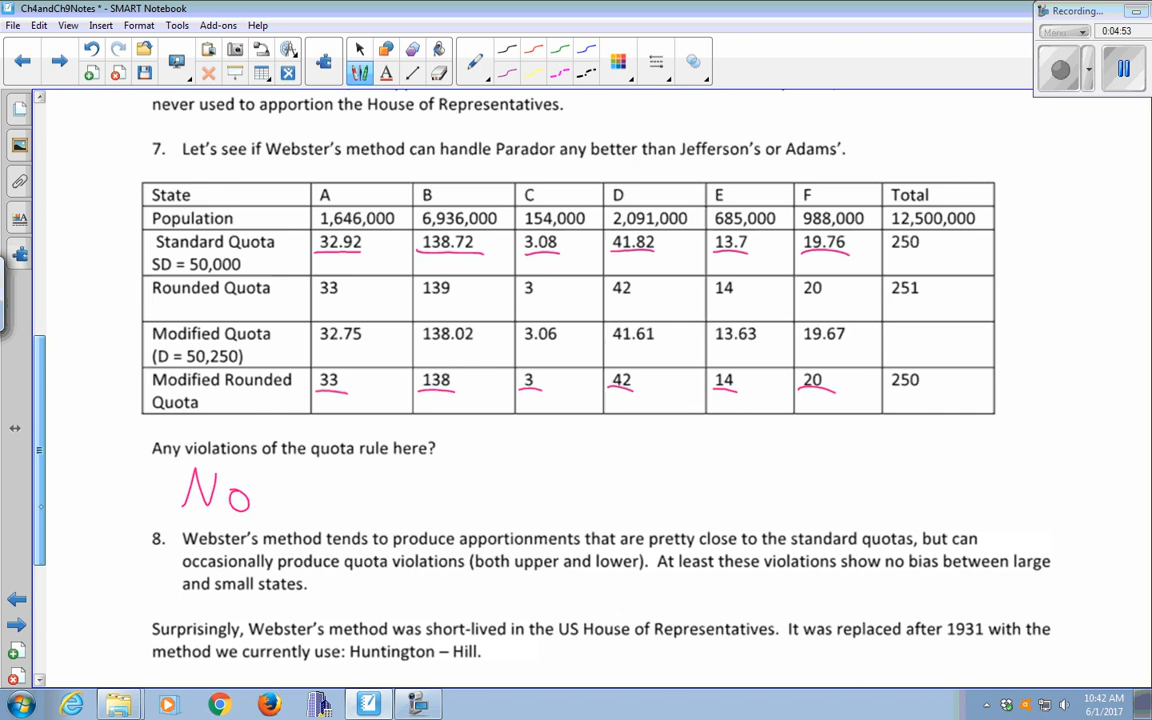 Ch4andCh9Notes * - SMART Notebook
Recording...
File Edit View Insert Format Tools Add-ons Help
Menu
0:04:53
never used to apportion the House of Representatives.
7. Let's see if Webster's method can handle Parador any better than Jefferson's or Adams'.
State A B C D E F Total
Population 1,646,000 6,936,000 154,000 2,091,000 685,000 988,000 12,500,000
Standard Quota 32.92 138.72 3.08 41.82 13.7 19.76 250
SD = 50,000
Rounded Quota 33 139 3 42 14 20 251
Modified Quota 32.75 138.02 3.06 41.61 13.63 19.67
(D = 50,250)
Modified Rounded 33 138 3 42 14 20 250
Quota
Any violations of the quota rule here?
No
8. Webster's method tends to produce apportionments that are pretty close to the standard quotas, but can
occasionally produce quota violations (both upper and lower). At least these violations show no bias between large
and small states.
Surprisingly, Webster's method was short-lived in the US House of Representatives. It was replaced after 1931 with the
method we currently use: Huntington – Hill.
10:42 AM
6/1/2017